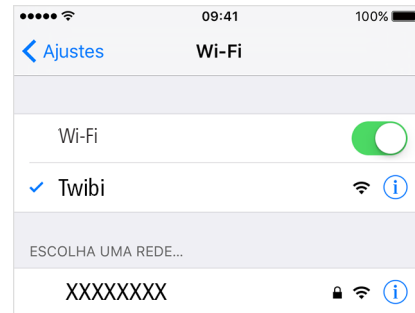 09:41 100%
Ajustes Wi-Fi
Wi-Fi
Twibi
ESCOLHA UMA REDE...
XXXXXXXX